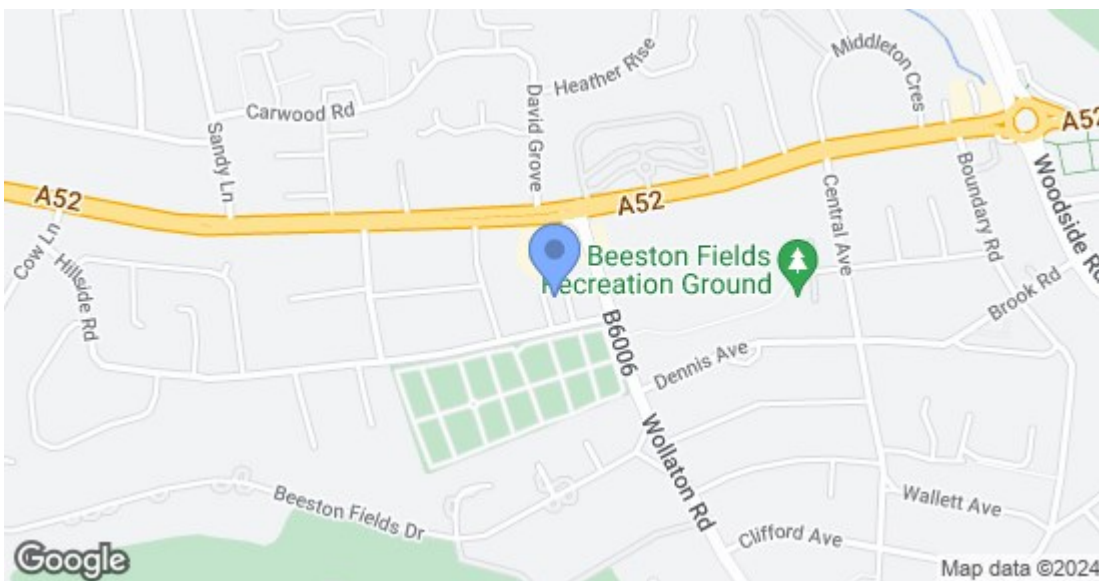 Middleton Cres
Heather Rise
David Grove
Carwood Rd
Sandy Ln
A52
A52
A52
Woodside Rd
Boundary Rd
Central Ave
Cow Ln
Hillside Rd
Beeston Fields
Recreation Ground
Brook Rd
B6006
Dennis Ave
Wollaton Rd
Beeston Fields Dr
Wallett Ave
Clifford Ave
Google
Map data ©2024